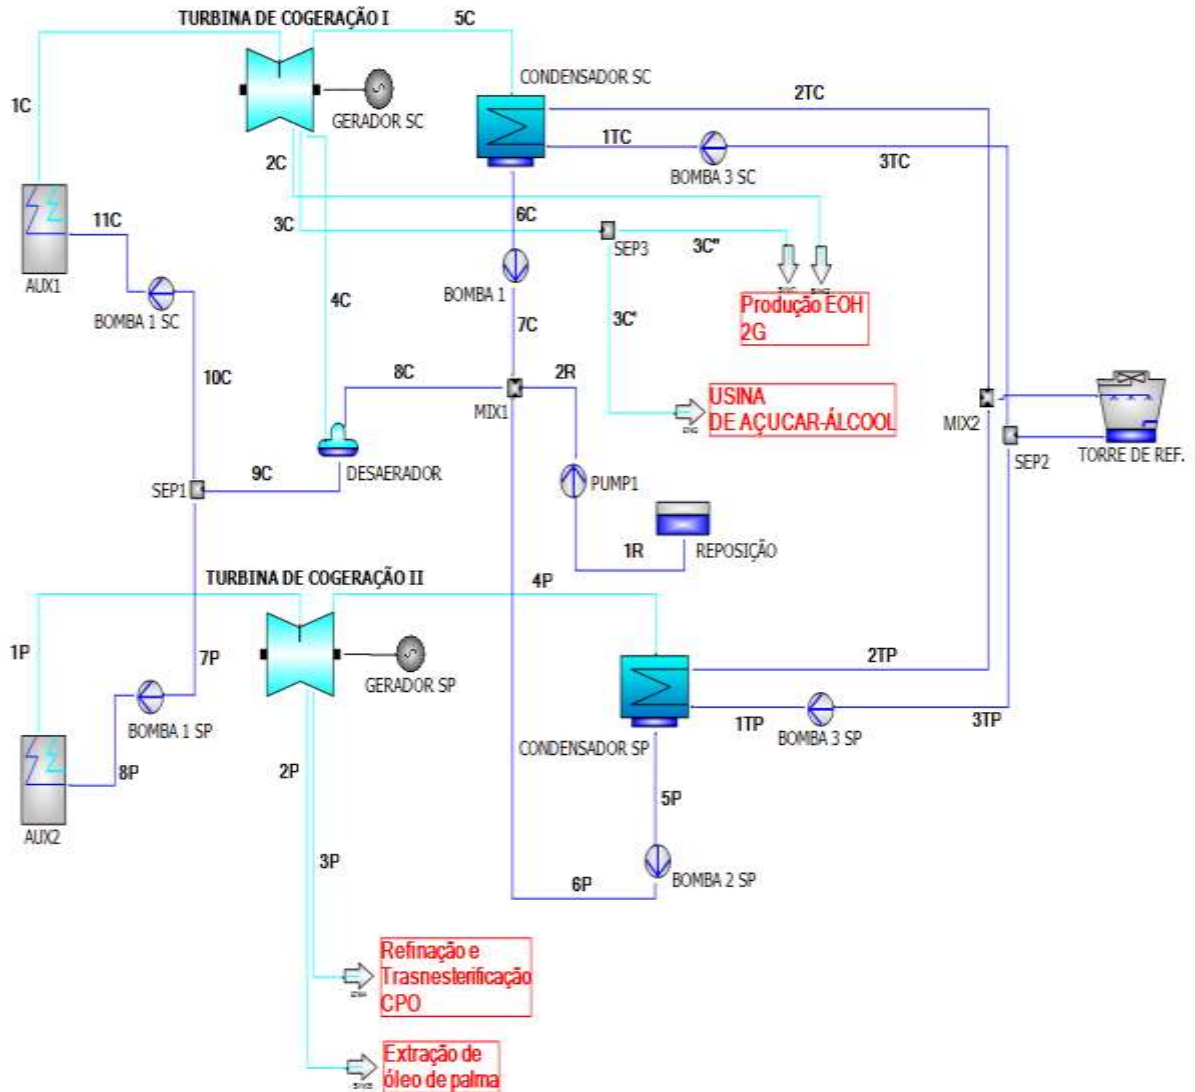 TURBINA DE COGERAÇÃO I
5C
CONDENSADOR SC
2TC
1C
GERADOR SC
1TC
BOMBA 3 SC
3TC
2C
11C
3C
6C
SEP3
3C"
AUX1
BOMBA 1 SC
4C
BOMBA 1
3C'
Produção EOH
2G
7C
10C
8C
2R
MIX1
USINA
DE AÇUCAR-ÁLCOOL
MIX2
SEP2
TORRE DE REF.
DESAERADOR
SEP1
9C
PUMP1
1R
REPOSIÇÃO
TURBINA DE COGERAÇÃO II
4P
1P
7P
GERADOR SP
2TP
BOMBA 1 SP
CONDENSADOR SP
1TP
BOMBA 3 SP
3TP
8P
2P
5P
AUX2
3P
6P
BOMBA 2 SP
Refinação e
Trasnesterificação
CPO
Extração de
óleo de palma